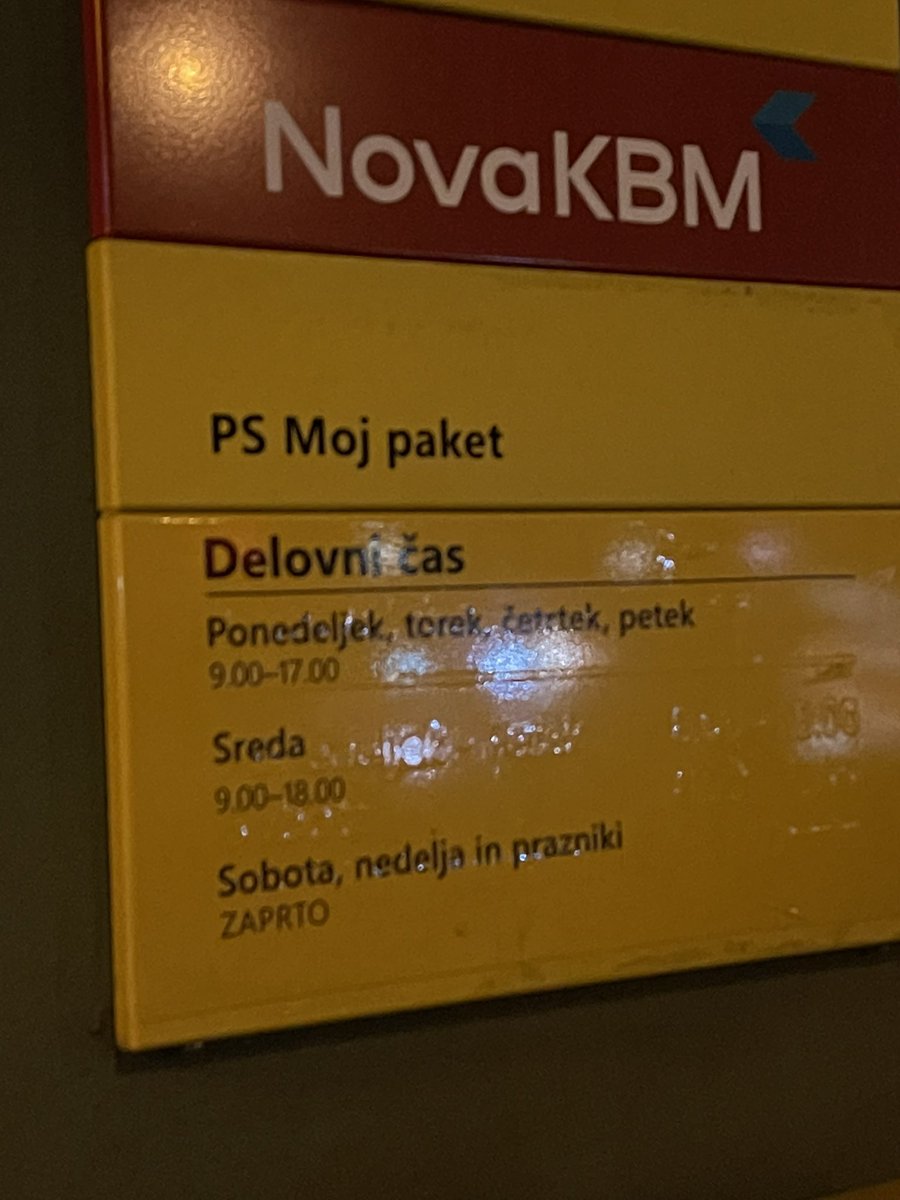 NovaKBM
PS Moj paket
Delovni čas
Ponedeljek, torek, četrtek, petek
9.00–17.00
Sreda
9.00–18.00
Sobota, nedelja in prazniki
ZAPRTO